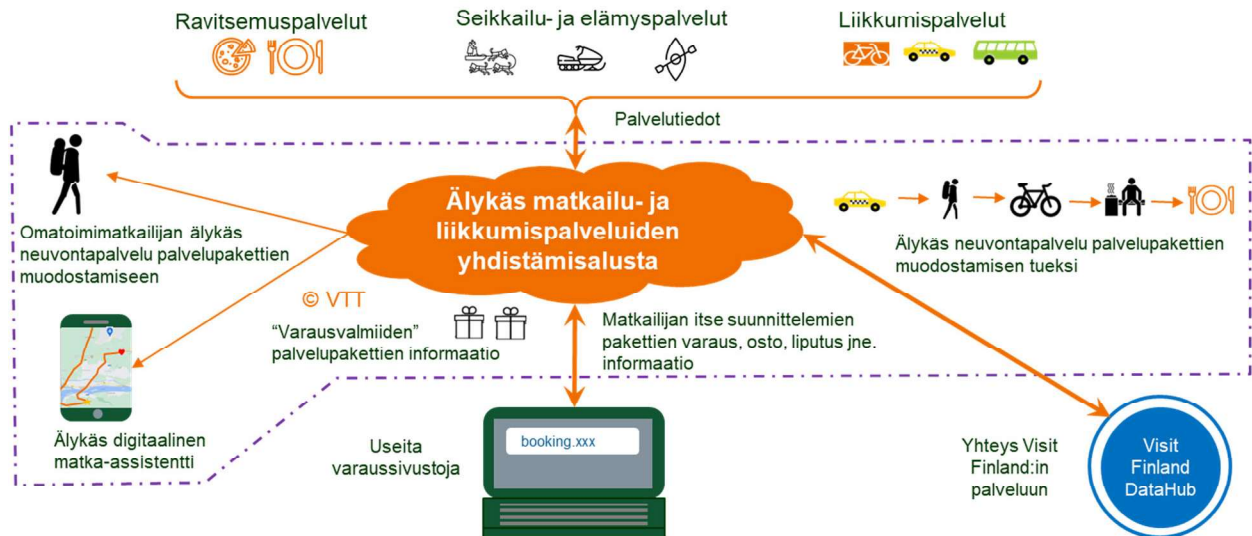 Ravitsemuspalvelut
Seikkailu- ja elämyspalvelut
Liikkumispalvelut
Palvelutiedot
Älykäs matkailu- ja
liikkumispalveluiden
yhdistämisalusta
Omatoimimatkailijan älykäs
neuvontapalvelu palvelupakettien
muodostamiseen
Älykäs neuvontapalvelu palvelupakettien
muodostamisen tueksi
© VTT
“Varausvalmiiden”
palvelupakettien informaatio
Matkailijan itse suunnittelemien
pakettien varaus, osto, liputus jne.
informaatio
Älykäs digitaalinen
matka-assistentti
Useita
varaussivustoja
booking.xxx
Yhteys Visit
Finland:in
palveluun
Visit
Finland
DataHub